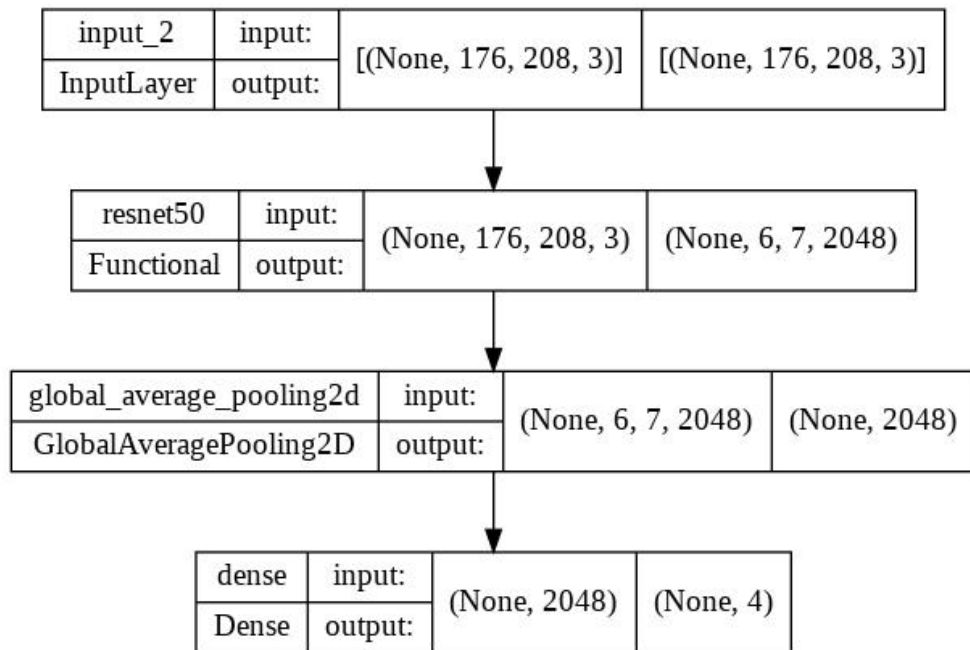 input_2 input: [(None, 176, 208, 3)] [(None, 176, 208, 3)]
InputLayer output:
resnet50 input: (None, 176, 208, 3) (None, 6, 7, 2048)
Functional output:
global_average_pooling2d input: (None, 6, 7, 2048) (None, 2048)
GlobalAveragePooling2D output:
dense input: (None, 2048) (None, 4)
Dense output: